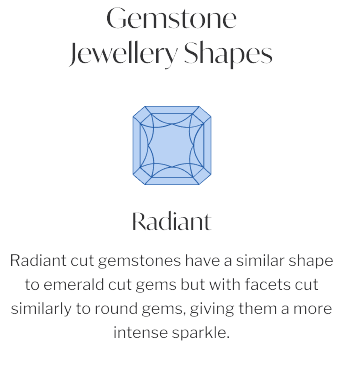 Gemstone
Jewellery Shapes
Radiant
Radiant cut gemstones have a similar shape
to emerald cut gems but with facets cut
similarly to round gems, giving them a more
intense sparkle.